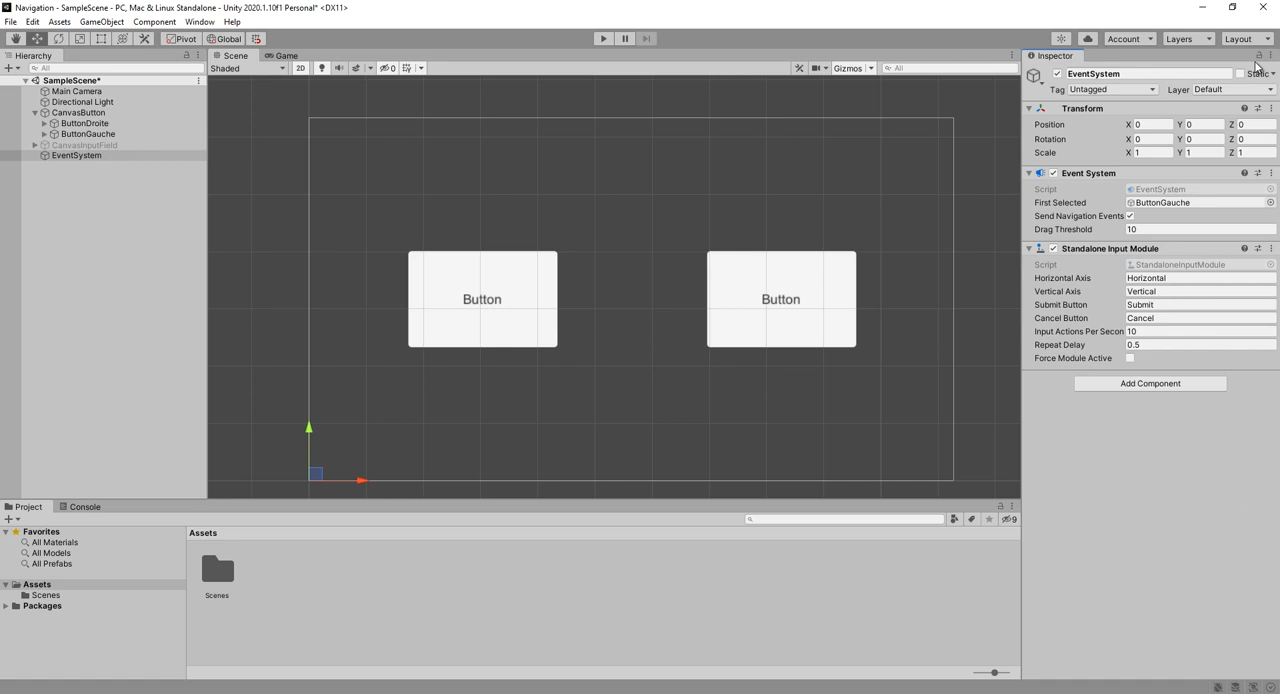 Navigation - SampleScene - PC, Mac & Linux Standalone - Unity 2020.1.10f1 Personal* <DX11>
File Edit Assets GameObject Component Window Help
Pivot Global Account Layers Layout
Hierarchy
All
SampleScene*
Main Camera
Directional Light
CanvasButton
ButtonDroite
ButtonGauche
CanvasInputField
EventSystem
Scene Game
Shaded 2D 0 Gizmos All
Button Button
Inspector
EventSystem Static
Tag Untagged Layer Default
Transform
Position X 0 Y 0 Z 0
Rotation X 0 Y 0 Z 0
Scale X 1 Y 1 Z 1
Event System
Script EventSystem
First Selected ButtonGauche
Send Navigation Events
Drag Threshold 10
Standalone Input Module
Script StandaloneInputModule
Horizontal Axis Horizontal
Vertical Axis Vertical
Submit Button Submit
Cancel Button Cancel
Input Actions Per Secon 10
Repeat Delay 0.5
Force Module Active
Add Component
Project Console
9
Favorites
All Materials
All Models
All Prefabs
Assets
Scenes
Packages
Assets
Scenes